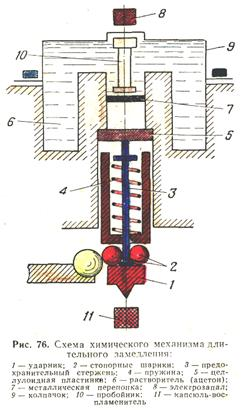 8
10
9
7
6
5
4
3
2
1
11
Рис. 76. Схема химического механизма дли-
тельного замедления:
1 — ударник; 2 — стопорные шарики; 3 — пред-
охранительный стержень; 4 — пружина; 5 — цел-
лулоидная пластинка; 6 — растворитель (ацетон);
7 — металлическая перепонка; 8 — электрозапал;
9 — колпачок; 10 — пробойник; 11 — капсюль-вос-
пламенитель